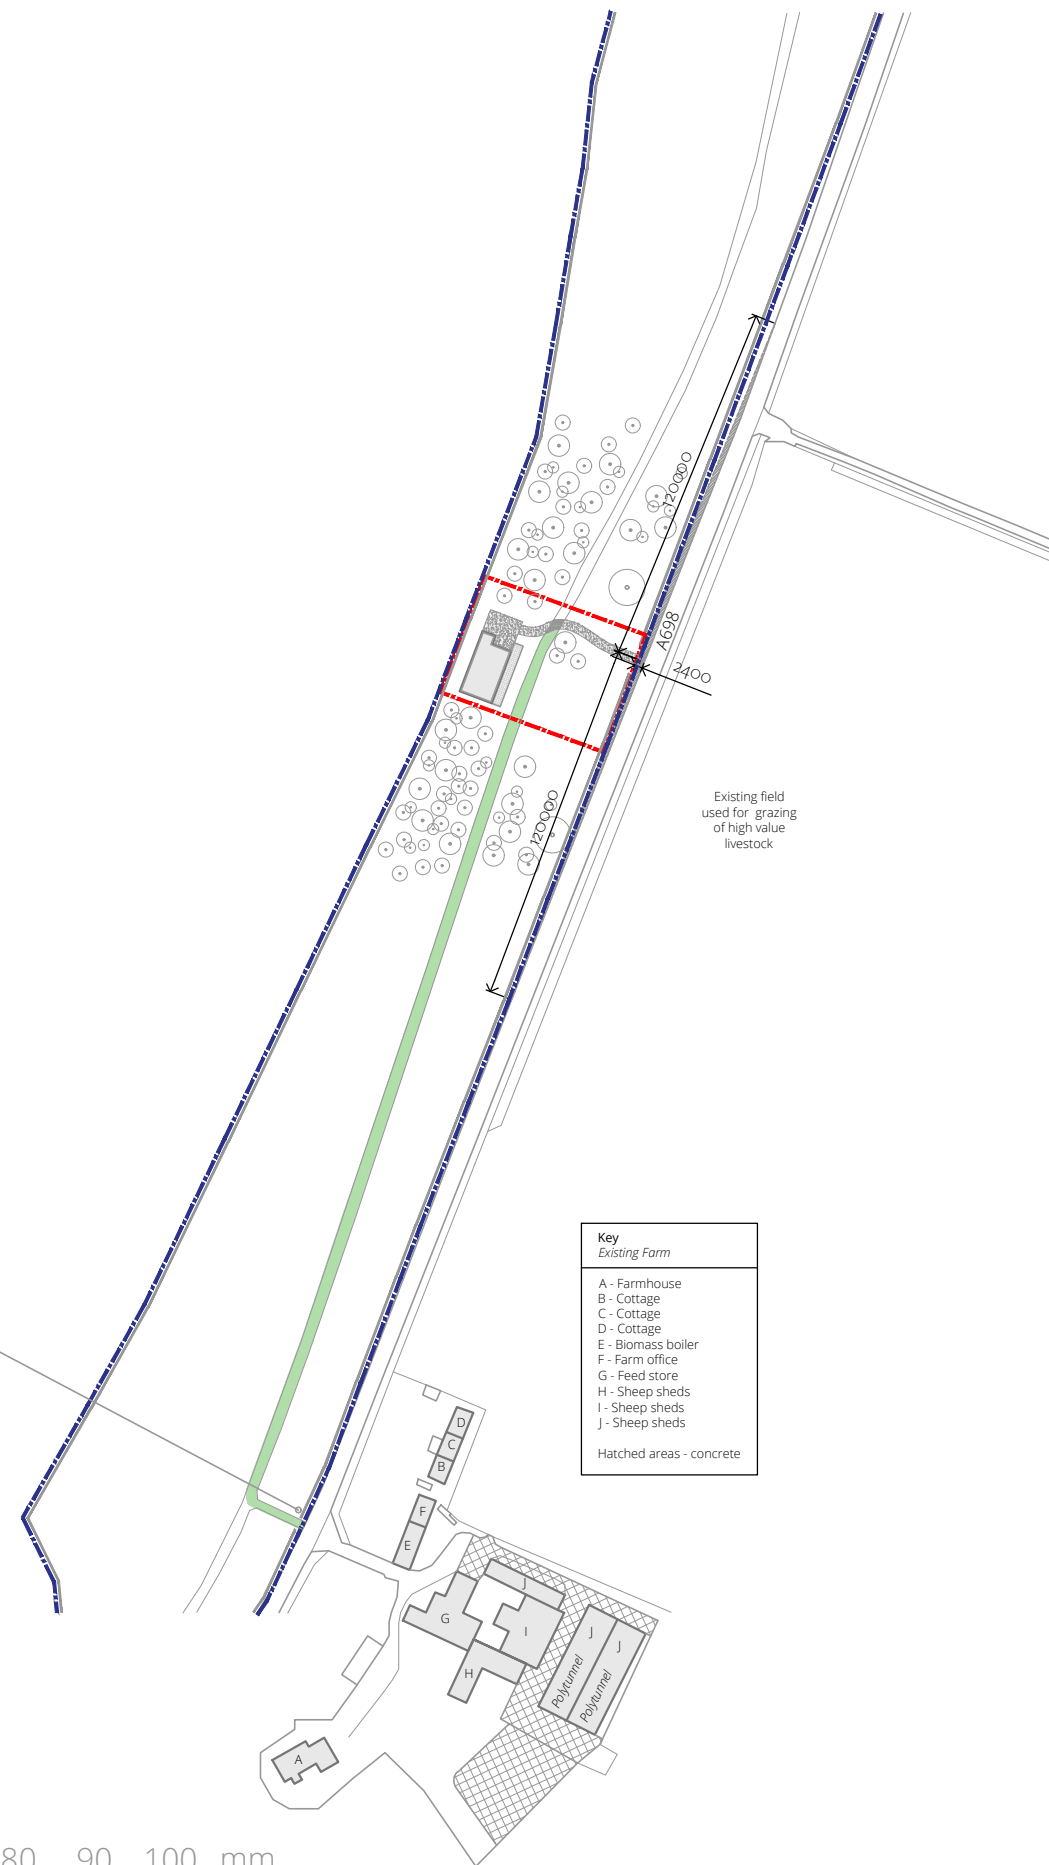 120000
A698
2400
Existing field
used for grazing
of high value
livestock
120000
Key
Existing Farm
A - Farmhouse
B - Cottage
C - Cottage
D - Cottage
E - Biomass boiler
F - Farm office
G - Feed store
H - Sheep sheds
I - Sheep sheds
J - Sheep sheds
Hatched areas - concrete
D
C
B
F
E
J
G
I
J
J
H
Polytunnel
Polytunnel
A
80 90 100 mm